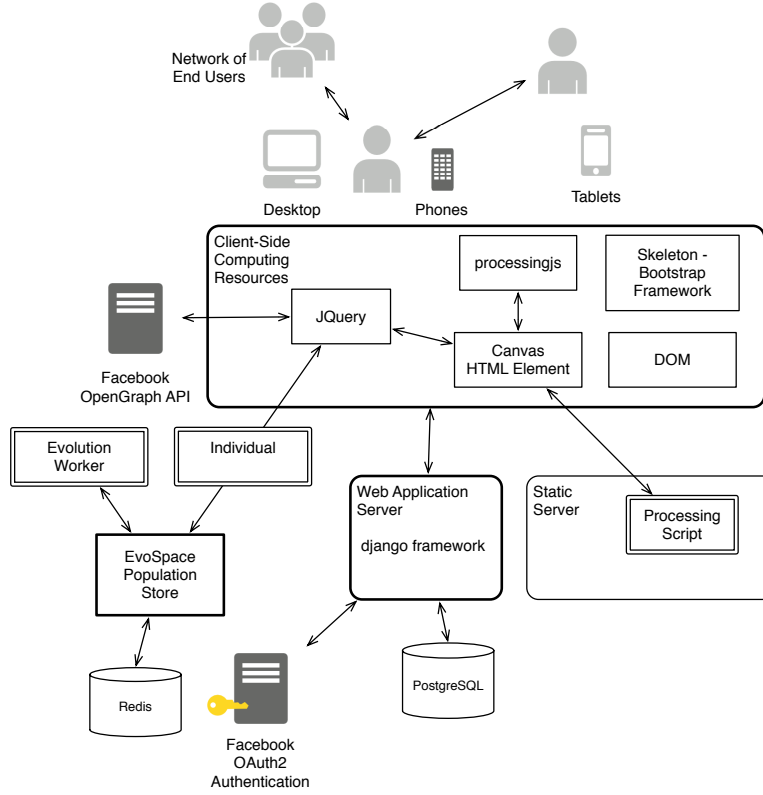 Network of
End Users
Desktop
Phones
Tablets
Client-Side
Computing
Resources
processingjs
Skeleton -
Bootstrap
Framework
JQuery
Canvas
HTML Element
DOM
Facebook
OpenGraph API
Evolution
Worker
Individual
Web Application
Server
django framework
Static
Server
Processing
Script
EvoSpace
Population
Store
Redis
PostgreSQL
Facebook
OAuth2
Authentication